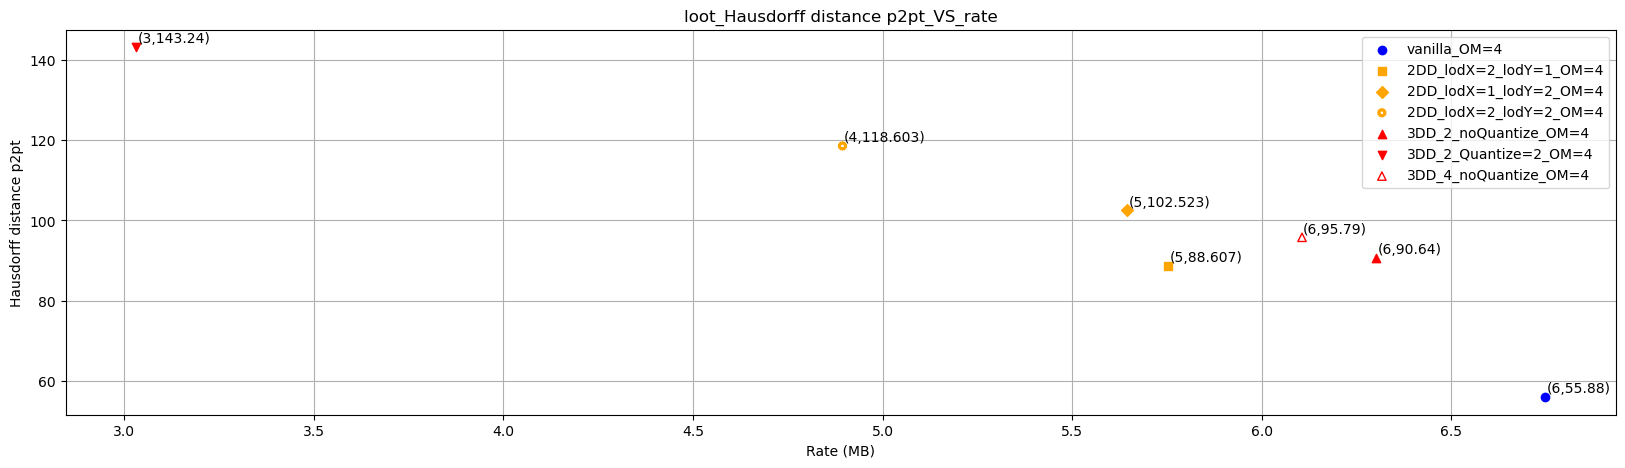 loot_Hausdorff distance p2pt_VS_rate
(3,143.24)
(4,118.603)
(5,102.523)
(5,88.607)
(6,95.79)
(6,90.64)
(6,55.88)
vanilla_OM=4
2DD_lodX=2_lodY=1_OM=4
2DD_lodX=1_lodY=2_OM=4
2DD_lodX=2_lodY=2_OM=4
3DD_2_noQuantize_OM=4
3DD_2_Quantize=2_OM=4
3DD_4_noQuantize_OM=4
Hausdorff distance p2pt
140
120
100
80
60
3.0 3.5 4.0 4.5 5.0 5.5 6.0 6.5
Rate (MB)